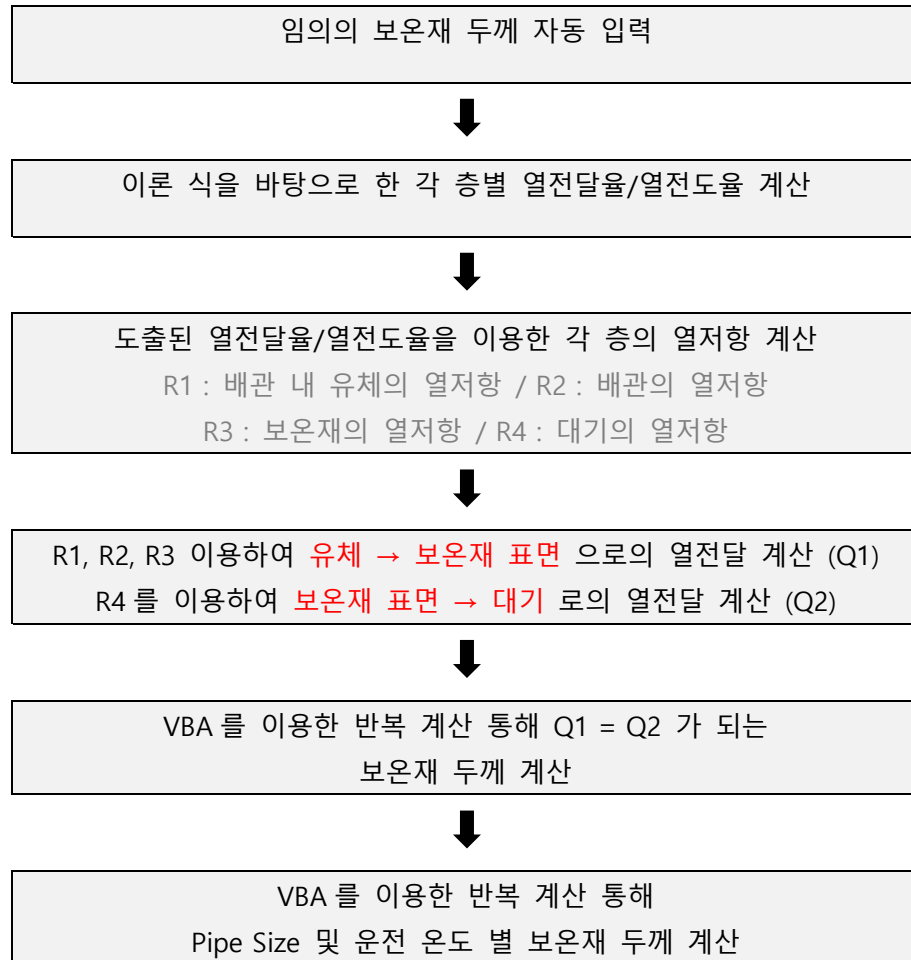 임의의 보온재 두께 자동 입력
이론 식을 바탕으로 한 각 층별 열전달율/열전도율 계산
도출된 열전달율/열전도율을 이용한 각 층의 열저항 계산
R1 : 배관 내 유체의 열저항 / R2 : 배관의 열저항
R3 : 보온재의 열저항 / R4 : 대기의 열저항
R1, R2, R3 이용하여 유체 → 보온재 표면 으로의 열전달 계산 (Q1)
R4 를 이용하여 보온재 표면 → 대기 로의 열전달 계산 (Q2)
VBA 를 이용한 반복 계산 통해 Q1 = Q2 가 되는
보온재 두께 계산
VBA 를 이용한 반복 계산 통해
Pipe Size 및 운전 온도 별 보온재 두께 계산